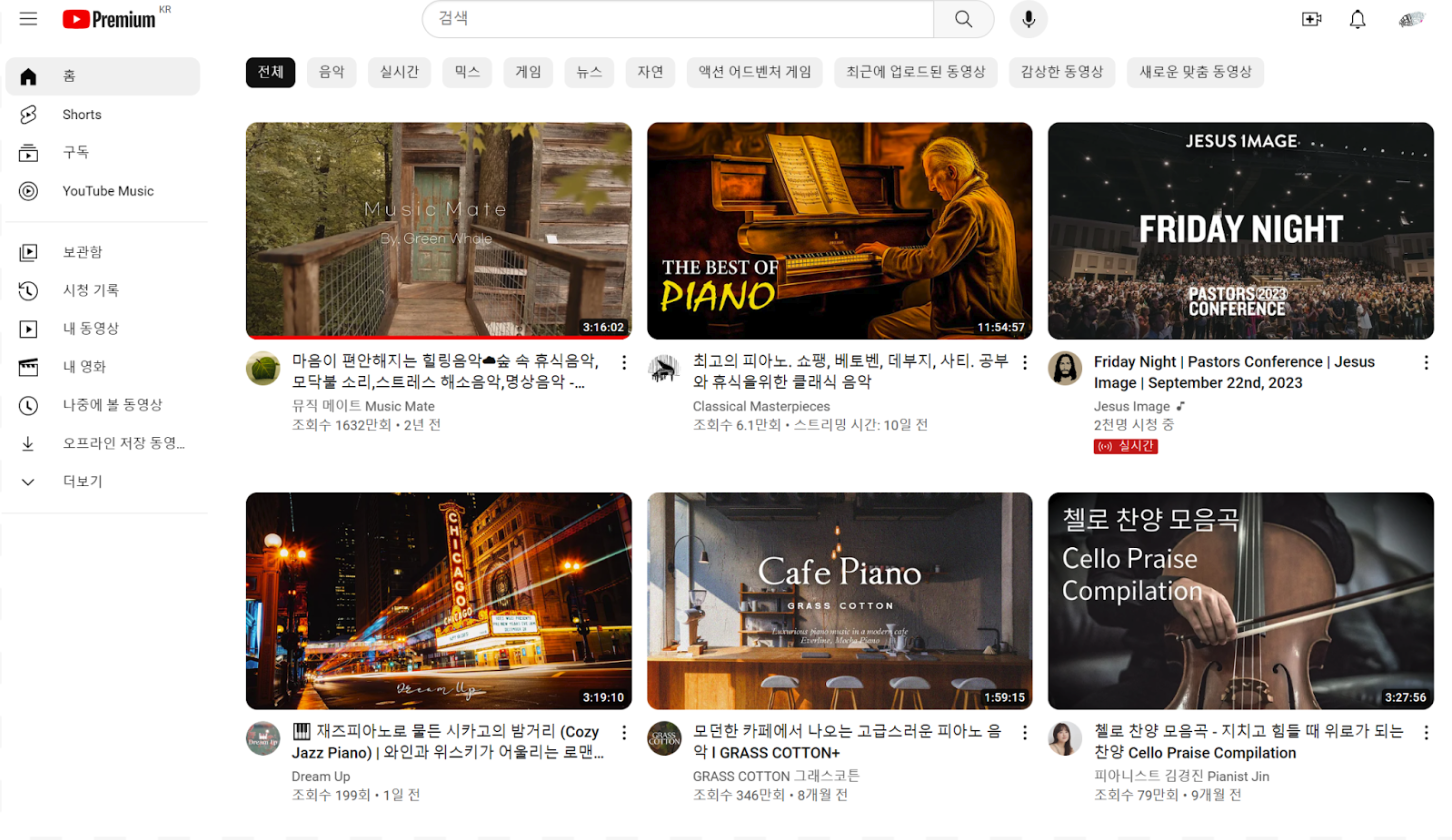 Premium KR
검색
홈
Shorts
구독
YouTube Music
보관함
시청 기록
내 동영상
내 영화
나중에 볼 동영상
오프라인 저장 동영...
더보기
전체 음악 실시간 믹스 게임 뉴스 자연 액션 어드벤처 게임 최근에 업로드된 동영상 감상한 동영상 새로운 맞춤 동영상
Music Mate
By. Green Whale
3:16:02
마음이 편안해지는 힐링음악☁숲 속 휴식음악,
모닥불 소리,스트레스 해소음악,명상음악 -...
뮤직 메이트 Music Mate
조회수 1632만회 • 2년 전
THE BEST OF
PIANO
11:54:57
최고의 피아노. 쇼팽, 베토벤, 데부지, 사티. 공부
와 휴식을위한 클래식 음악
Classical Masterpieces
조회수 6.1만회 • 스트리밍 시간: 10일 전
JESUS IMAGE
FRIDAY NIGHT
PASTORS 2023
CONFERENCE
Friday Night | Pastors Conference | Jesus
Image | September 22nd, 2023
Jesus Image
2천명 시청 중
실시간
CHICAGO
CHICAGO
Dream Up
3:19:10
Dream Up
🎹 재즈피아노로 물든 시카고의 밤거리 (Cozy
Jazz Piano) | 와인과 위스키가 어울리는 로맨...
Dream Up
조회수 199회 • 1일 전
Cafe Piano
GRASS COTTON
Luxurious piano music in a modern cafe
Everline, Mocha Piano
1:59:15
GRASS
COTTON
모던한 카페에서 나오는 고급스러운 피아노 음
악 l GRASS COTTON+
GRASS COTTON 그래스코튼
조회수 346만회 • 8개월 전
첼로 찬양 모음곡
Cello Praise
Compilation
3:27:56
첼로 찬양 모음곡 - 지치고 힘들 때 위로가 되는
찬양 Cello Praise Compilation
피아니스트 김경진 Pianist Jin
조회수 79만회 • 9개월 전